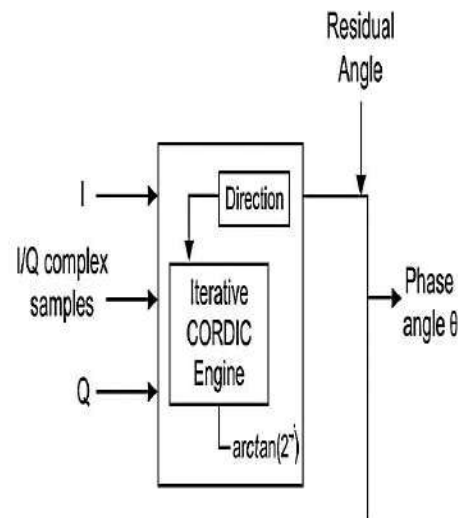 Residual
Angle
I
Direction
I/Q complex
samples
Iterative
CORDIC
Engine
Phase
angle θ
Q
arctan(2⁻ⁱ)